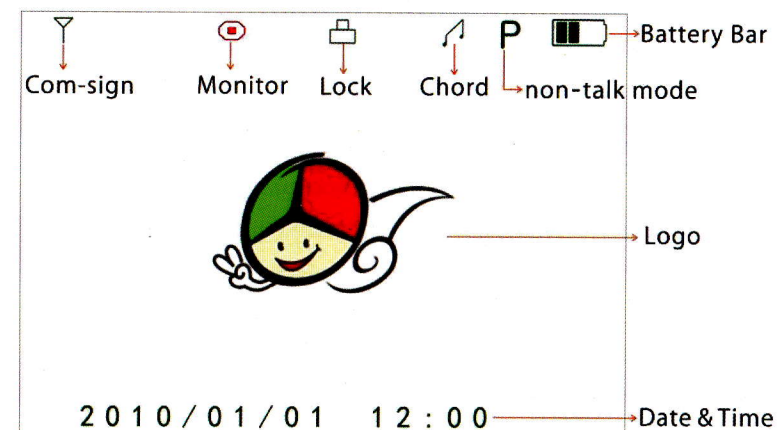 P Battery Bar
Com-sign Monitor Lock Chord non-talk mode
Logo
2010/01/01 12:00 Date & Time